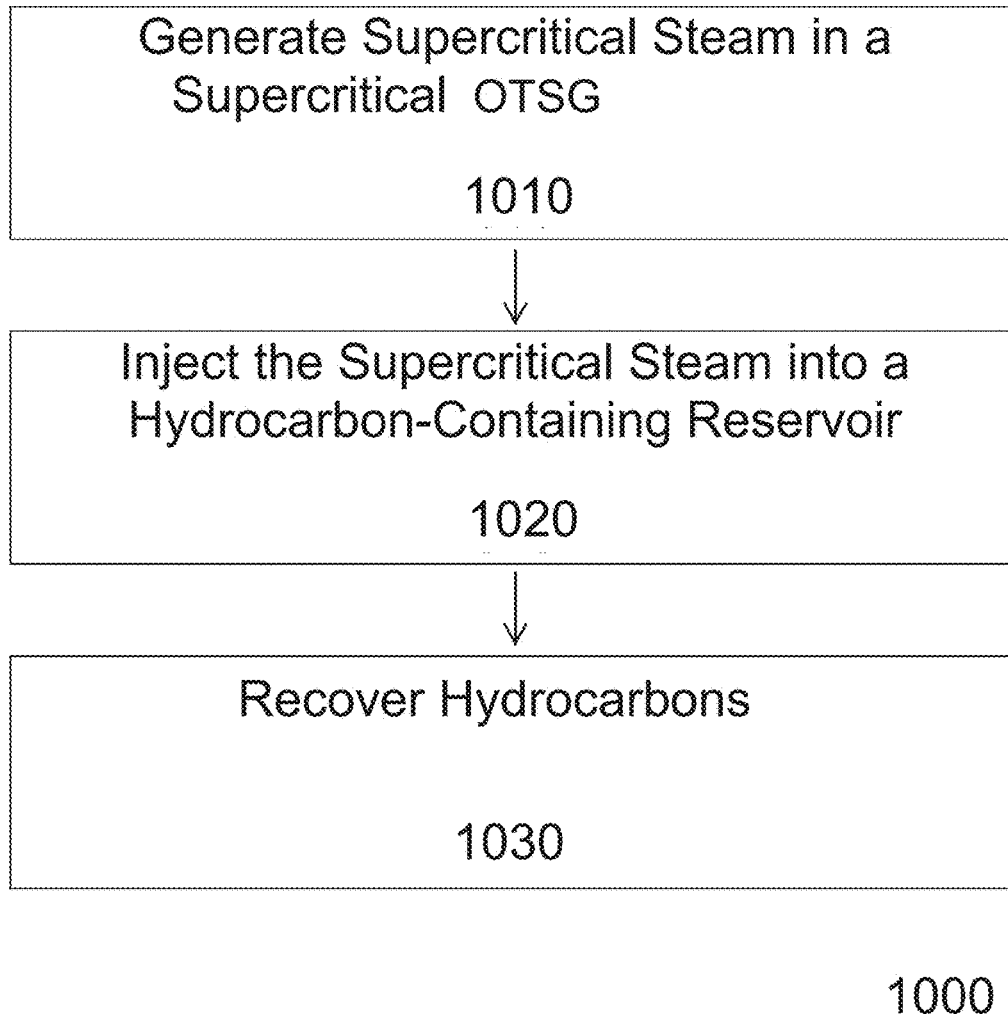 Generate Supercritical Steam in a
Supercritical OTSG
1010
Inject the Supercritical Steam into a
Hydrocarbon-Containing Reservoir
1020
Recover Hydrocarbons
1030
1000